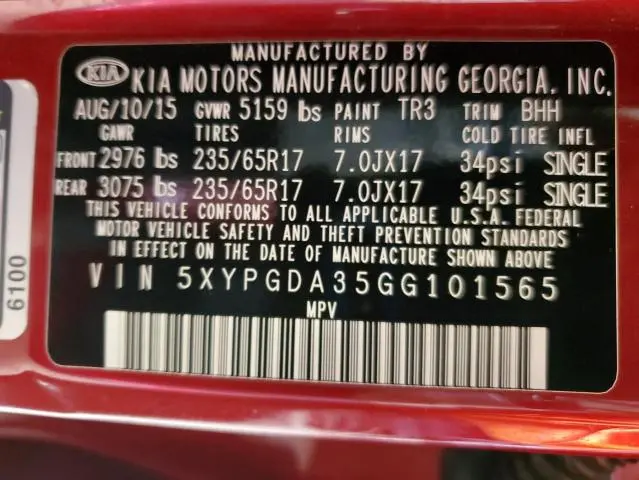 MANUFACTURED BY
KIA KIA MOTORS MANUFACTURING GEORGIA, INC.
AUG/10/15 GVWR 5159 lbs PAINT TR3 TRIM BHH
GAWR TIRES RIMS COLD TIRE INFL
FRONT 2976 lbs 235/65R17 7.0JX17 34psi SINGLE
REAR 3075 lbs 235/65R17 7.0JX17 34psi SINGLE
THIS VEHICLE CONFORMS TO ALL APPLICABLE U.S.A. FEDERAL
MOTOR VEHICLE SAFETY AND THEFT PREVENTION STANDARDS
IN EFFECT ON THE DATE OF MANUFACTURE SHOWN ABOVE
VIN 5XYPGDA35GG101565
MPV
6100